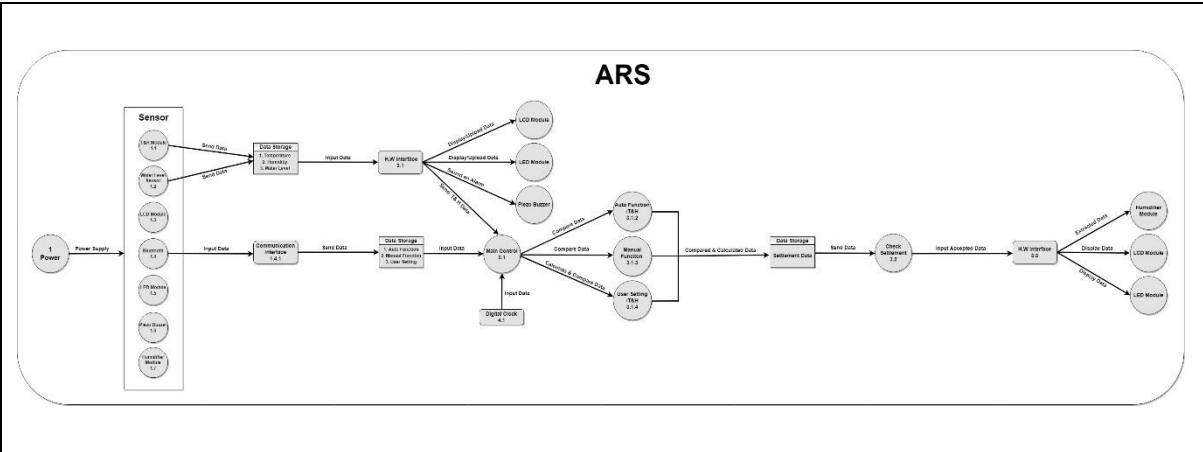 ARS
Sensor
T&H Module
1.1
Water Level
Sensor
1.2
LCD Module
1.3
Bluetooth
1.4
LED Module
1.5
Piezo Buzzer
1.6
Humidifier
Module
1.7
1
Power
Power Supply
Send Data
Send Data
Data Storage
1. Temperature
2. Humidity
3. Water Level
Input Data
H.W Interface
2.1
Display/Upload Data
LCD Module
Display/Upload Data
LED Module
Sound an Alarm
Piezo Buzzer
Send T&H Data
Input Data
Communication
Interface
1.4.1
Send Data
Data Storage
1. Auto Function
2. Manual Function
3. User Setting
Input Data
Main Control
Digital Clock
4.1
Input Data
Compare Data
Auto Function
/T&H
3.1.2
Compare Data
Manual
3.1.3
Calculate & Compare Data
User Setting
/T&H
3.1.4
Compared & Calculated Data
Data Storage
Settlement Data
Send Data
Check
Settlement
3.2
Input Accepted Data
H.W Interface
Extracted Data
Humidifier
Module
Display Data
LCD Module
Display Data
LED Module